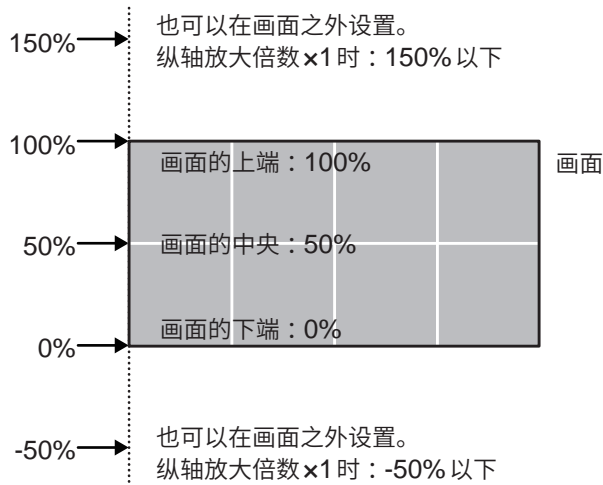 也可以在画面之外设置。
150%
纵轴放大倍数×1时：150%以下
100%
画面的上端：100%
画面
50%
画面的中央：50%
画面的下端：0%
0%
也可以在画面之外设置。
-50%
纵轴放大倍数×1时：-50%以下